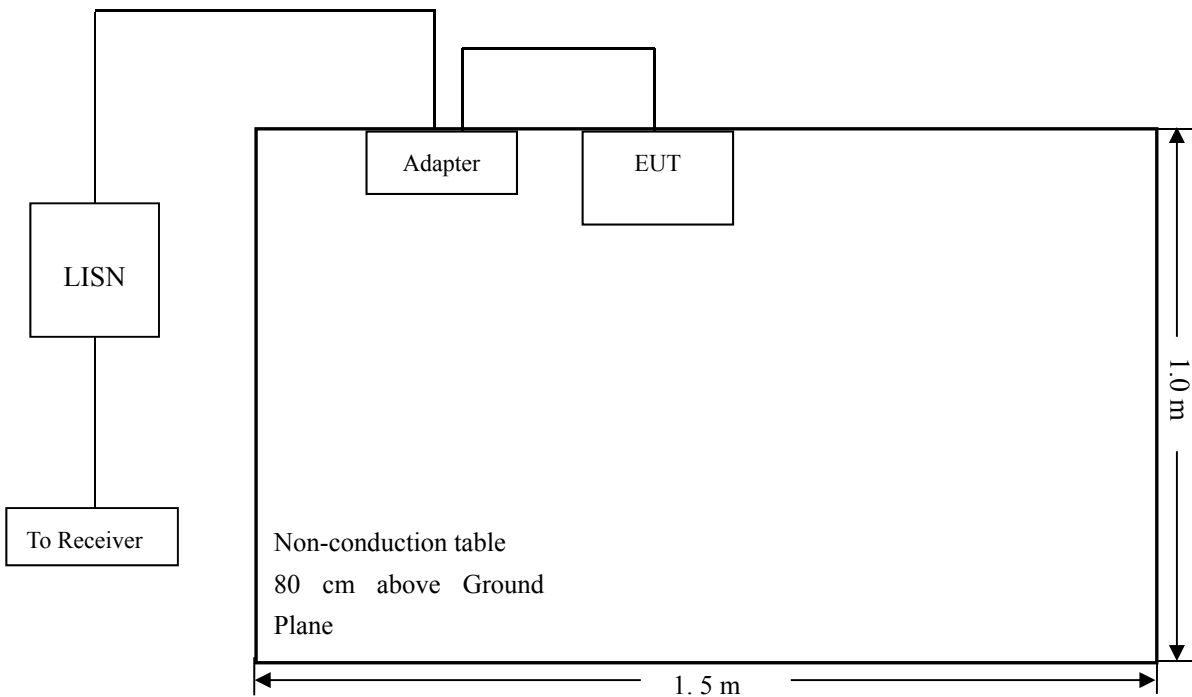 Adapter
EUT
LISN
1.0 m
To Receiver
Non-conduction table
80 cm above Ground
Plane
1. 5 m